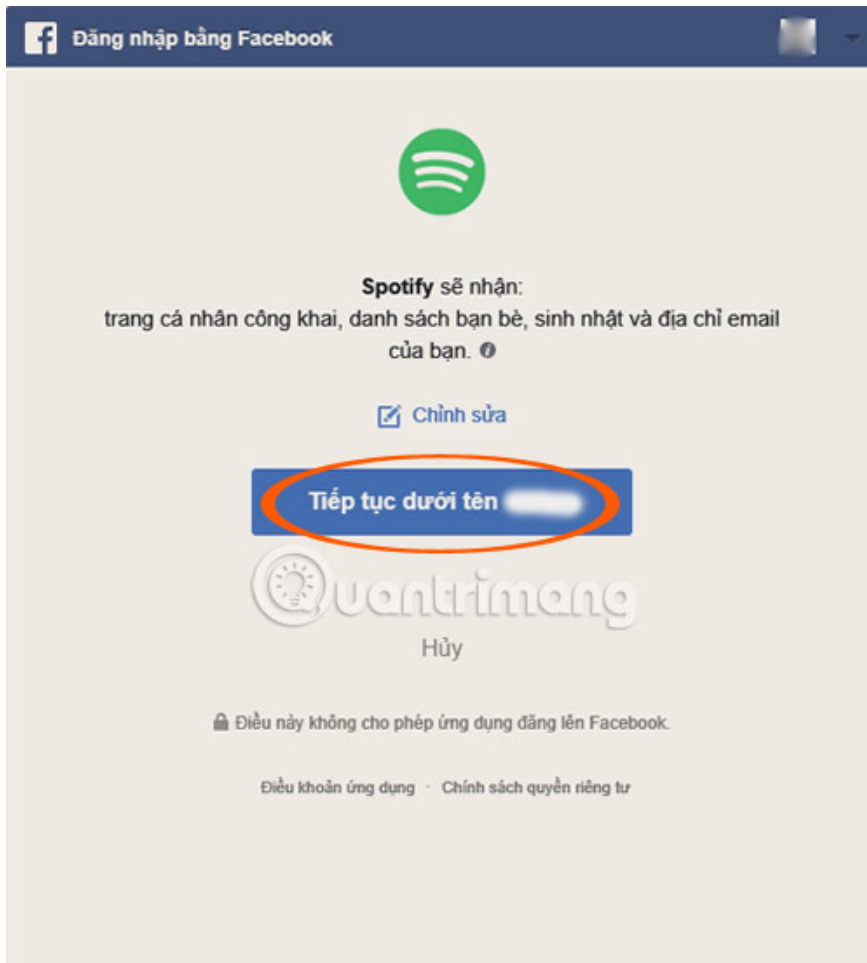 Đăng nhập bằng Facebook
Spotify sẽ nhận:
trang cá nhân công khai, danh sách bạn bè, sinh nhật và địa chỉ email
của bạn.
Chỉnh sửa
Tiếp tục dưới tên
Quantrimang
Hủy
Điều này không cho phép ứng dụng đăng lên Facebook.
Điều khoản ứng dụng · Chính sách quyền riêng tư